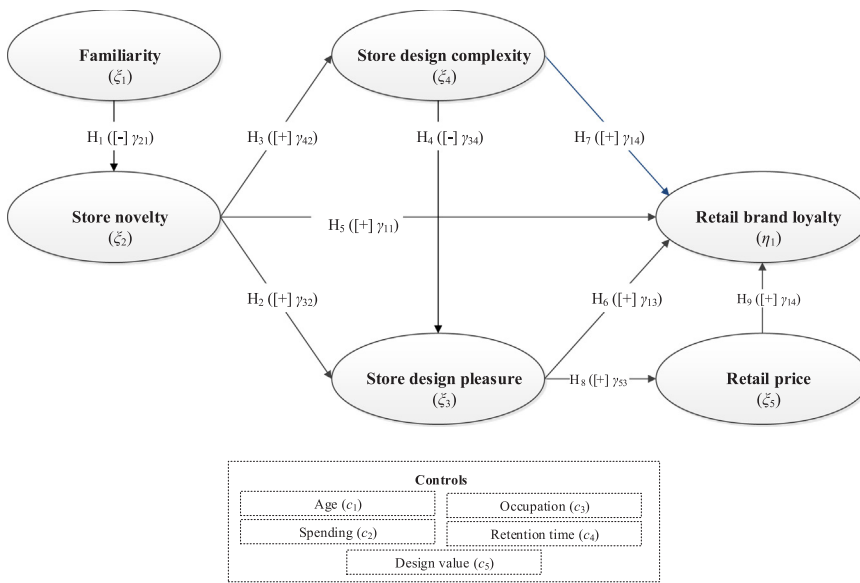 Familiarity
(ξ1)
Store design complexity
(ξ4)
H1 ([-] γ21)
H3 ([+] γ42)
H4 ([-] γ34)
H7 ([+] γ14)
Store novelty
(ξ2)
H5 ([+] γ11)
Retail brand loyalty
(η1)
H2 ([+] γ32)
H6 ([+] γ13)
H9 ([+] γ14)
Store design pleasure
(ξ3)
H8 ([+] γ53
Retail price
(ξ5)
Controls
Age (c1)
Occupation (c3)
Spending (c2)
Retention time (c4)
Design value (c5)